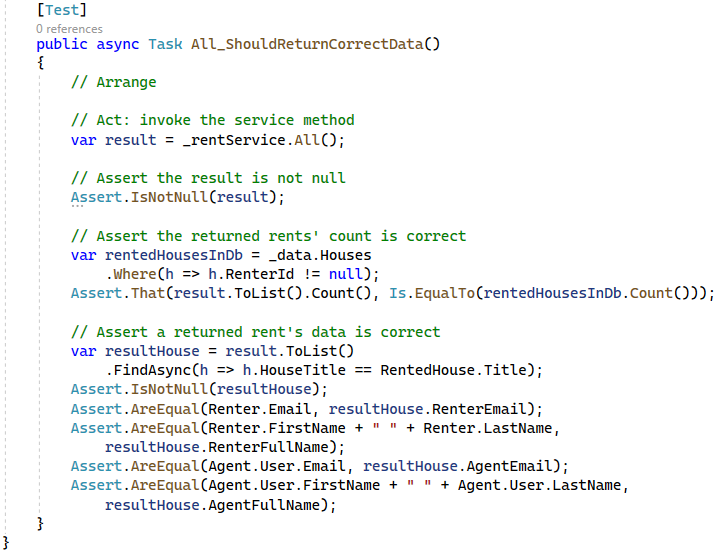 [Test]
0 references
public async Task All_ShouldReturnCorrectData()
{
// Arrange
// Act: invoke the service method
var result = _rentService.All();
// Assert the result is not null
Assert.IsNotNull(result);
// Assert the returned rents' count is correct
var rentedHousesInDb = _data.Houses
.Where(h => h.RenterId != null);
Assert.That(result.ToList().Count(), Is.EqualTo(rentedHousesInDb.Count()));
// Assert a returned rent's data is correct
var resultHouse = result.ToList()
.FindAsync(h => h.HouseTitle == RentedHouse.Title);
Assert.IsNotNull(resultHouse);
Assert.AreEqual(Renter.Email, resultHouse.RenterEmail);
Assert.AreEqual(Renter.FirstName + " " + Renter.LastName,
resultHouse.RenterFullName);
Assert.AreEqual(Agent.User.Email, resultHouse.AgentEmail);
Assert.AreEqual(Agent.User.FirstName + " " + Agent.User.LastName,
resultHouse.AgentFullName);
}
}